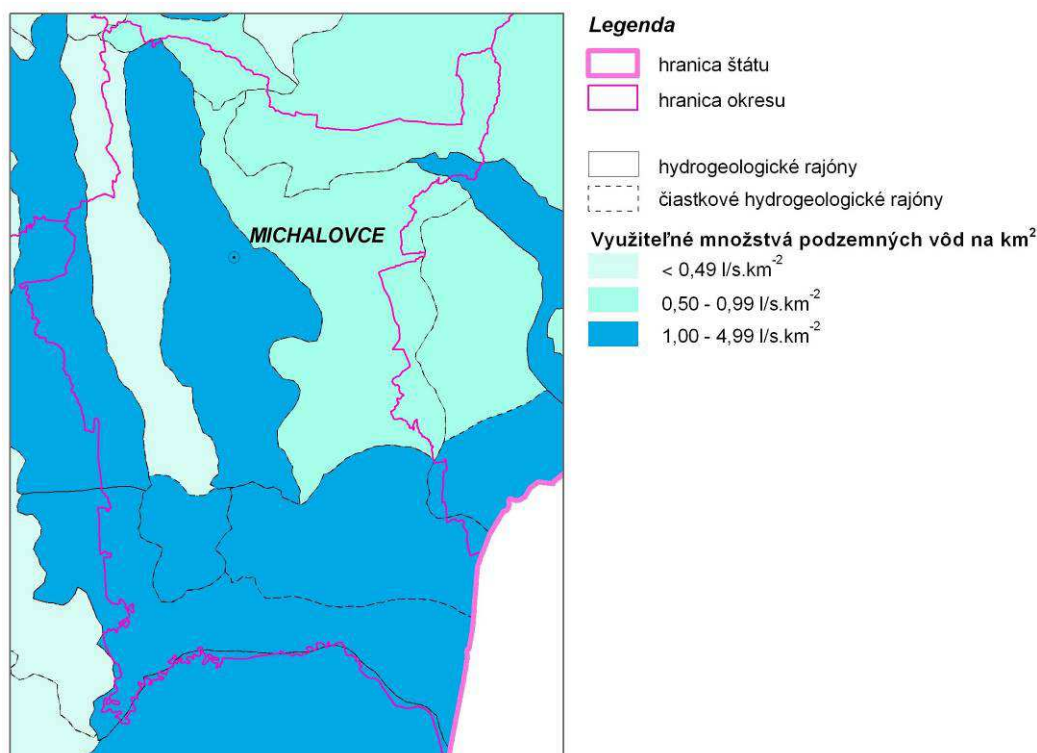 MICHALOVCE
Legenda
hranica štátu
hranica okresu
hydrogeologické rajóny
čiastkové hydrogeologické rajóny
Využiteľné množstvá podzemných vôd na km²
< 0,49 l/s.km⁻²
0,50 - 0,99 l/s.km⁻²
1,00 - 4,99 l/s.km⁻²